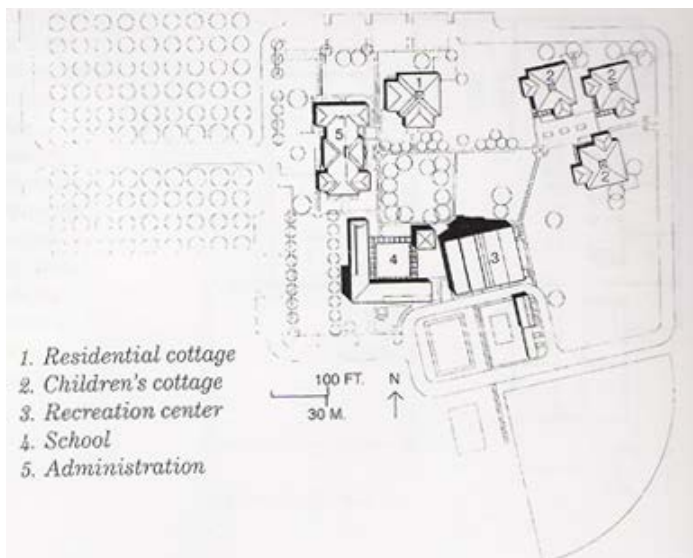 1
2
2
5
2
4
3
1. Residential cottage
2. Children's cottage
3. Recreation center
4. School
5. Administration
100 FT.
N
30 M.